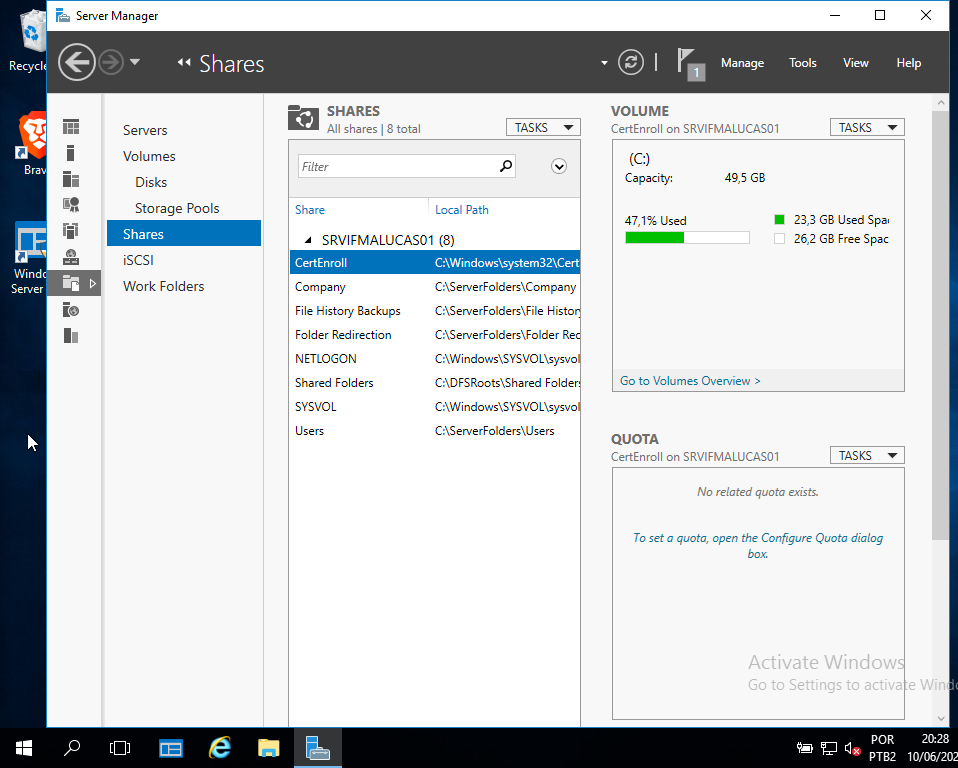 Server Manager
Recycle
Shares
1
Manage
Tools
View
Help
Brav
Windo
Server
Servers
Volumes
Disks
Storage Pools
Shares
iSCSI
Work Folders
SHARES
All shares | 8 total
TASKS
Filter
Share
Local Path
SRVIFMALUCAS01 (8)
CertEnroll
C:\Windows\system32\Cert
Company
C:\ServerFolders\Company
File History Backups
C:\ServerFolders\File History
Folder Redirection
C:\ServerFolders\Folder Red
NETLOGON
C:\Windows\SYSVOL\sysvol
Shared Folders
C:\DFSRoots\Shared Folders
SYSVOL
C:\Windows\SYSVOL\sysvol
Users
C:\ServerFolders\Users
VOLUME
CertEnroll on SRVIFMALUCAS01
TASKS
(C:)
Capacity:
49,5 GB
47,1% Used
23,3 GB Used Spac
26,2 GB Free Spac
Go to Volumes Overview >
QUOTA
CertEnroll on SRVIFMALUCAS01
TASKS
No related quota exists.
To set a quota, open the Configure Quota dialog
box.
Activate Windows
Go to Settings to activate Windo
POR
PTB2
20:28
10/06/202